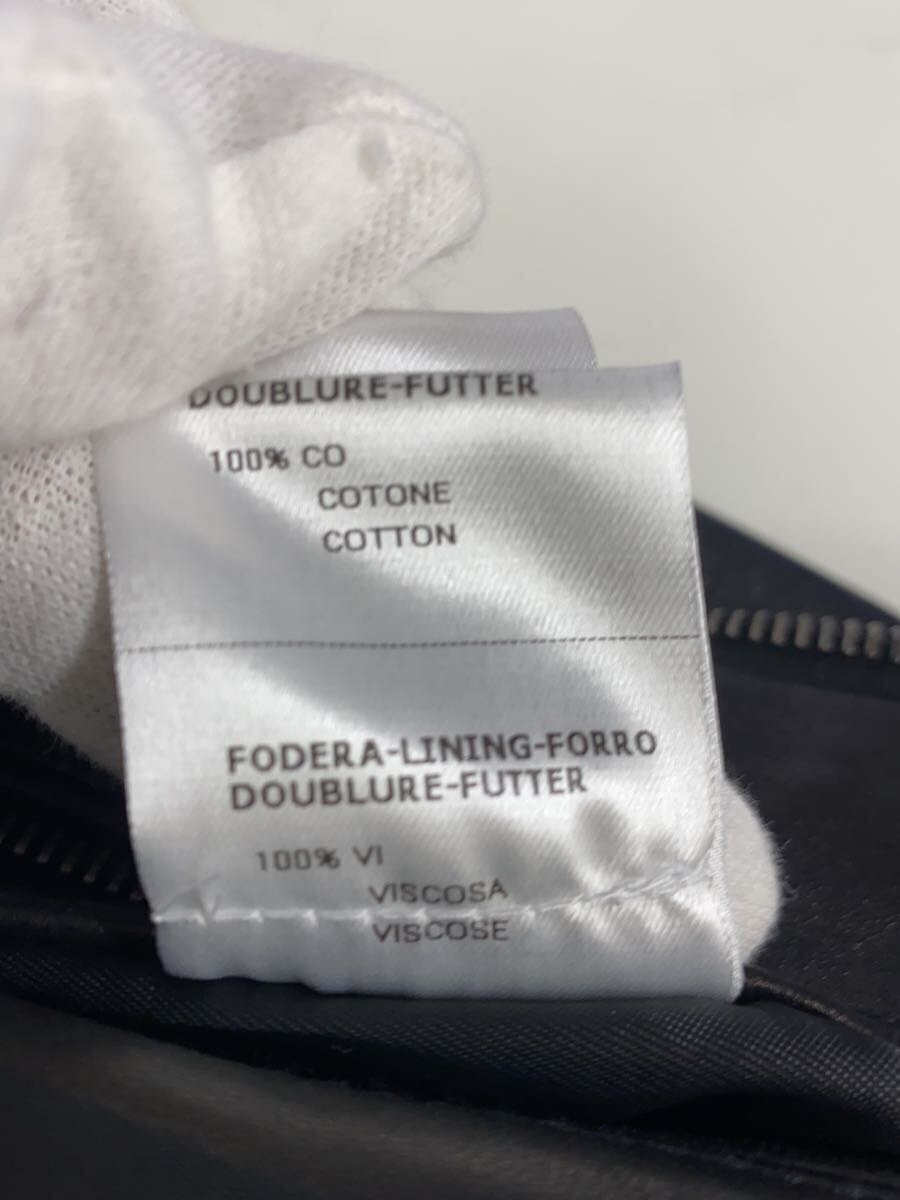 DOUBLURE-FUTTER
100% CO
COTONE
COTTON
FODERA-LINING-FORRO
DOUBLURE-FUTTER
100% VI
VISCOSA
VISCOSE